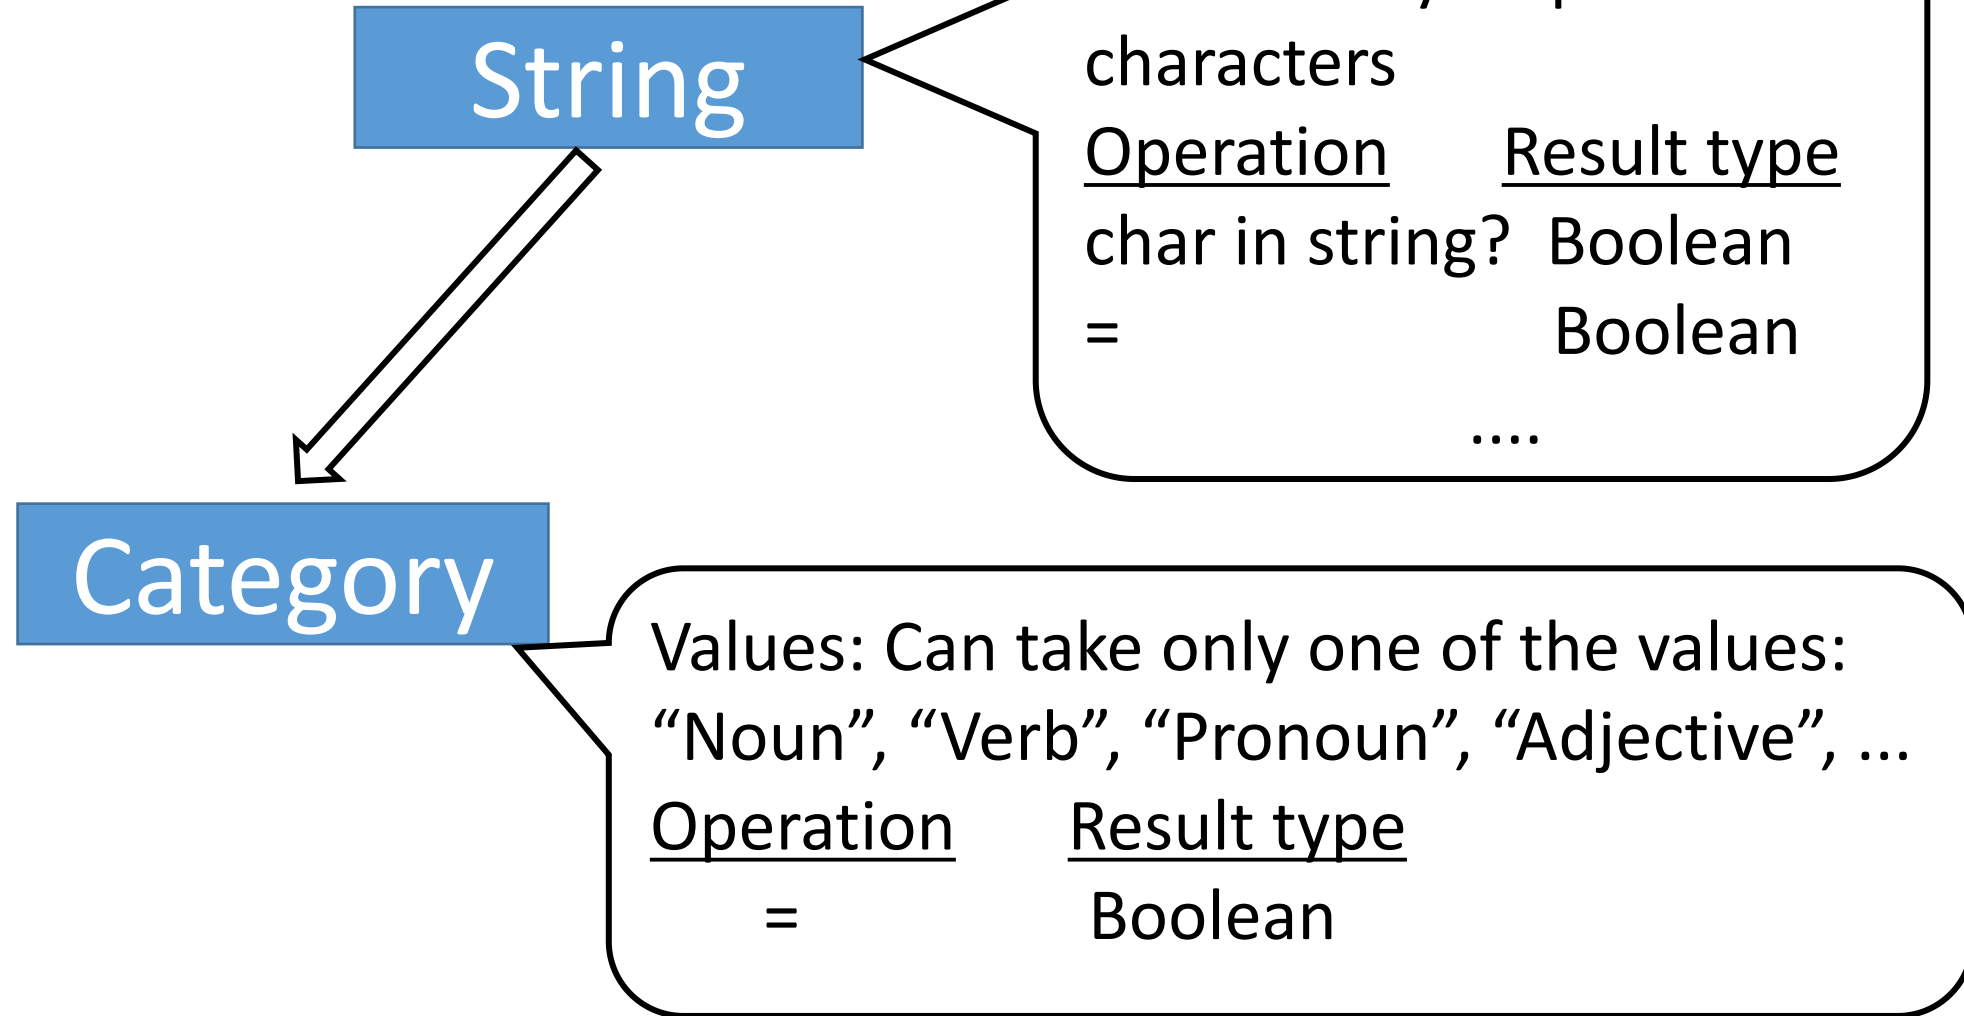 String
characters
Operation Result type
char in string? Boolean
= Boolean
....
Category
Values: Can take only one of the values:
“Noun”, “Verb”, “Pronoun”, “Adjective”, ...
Operation Result type
= Boolean